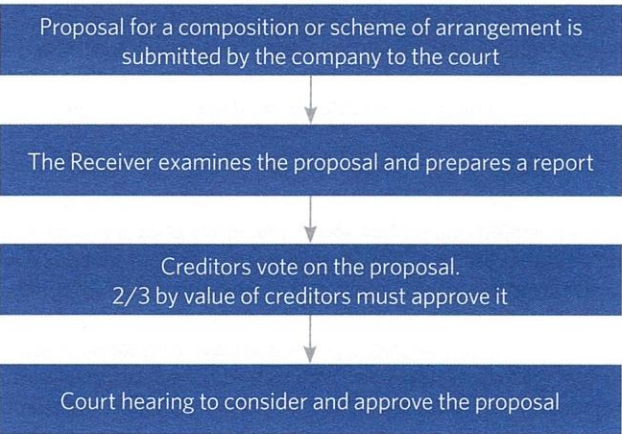 Proposal for a composition or scheme of arrangement is
submitted by the company to the court
The Receiver examines the proposal and prepares a report
Creditors vote on the proposal.
2/3 by value of creditors must approve it
Court hearing to consider and approve the proposal